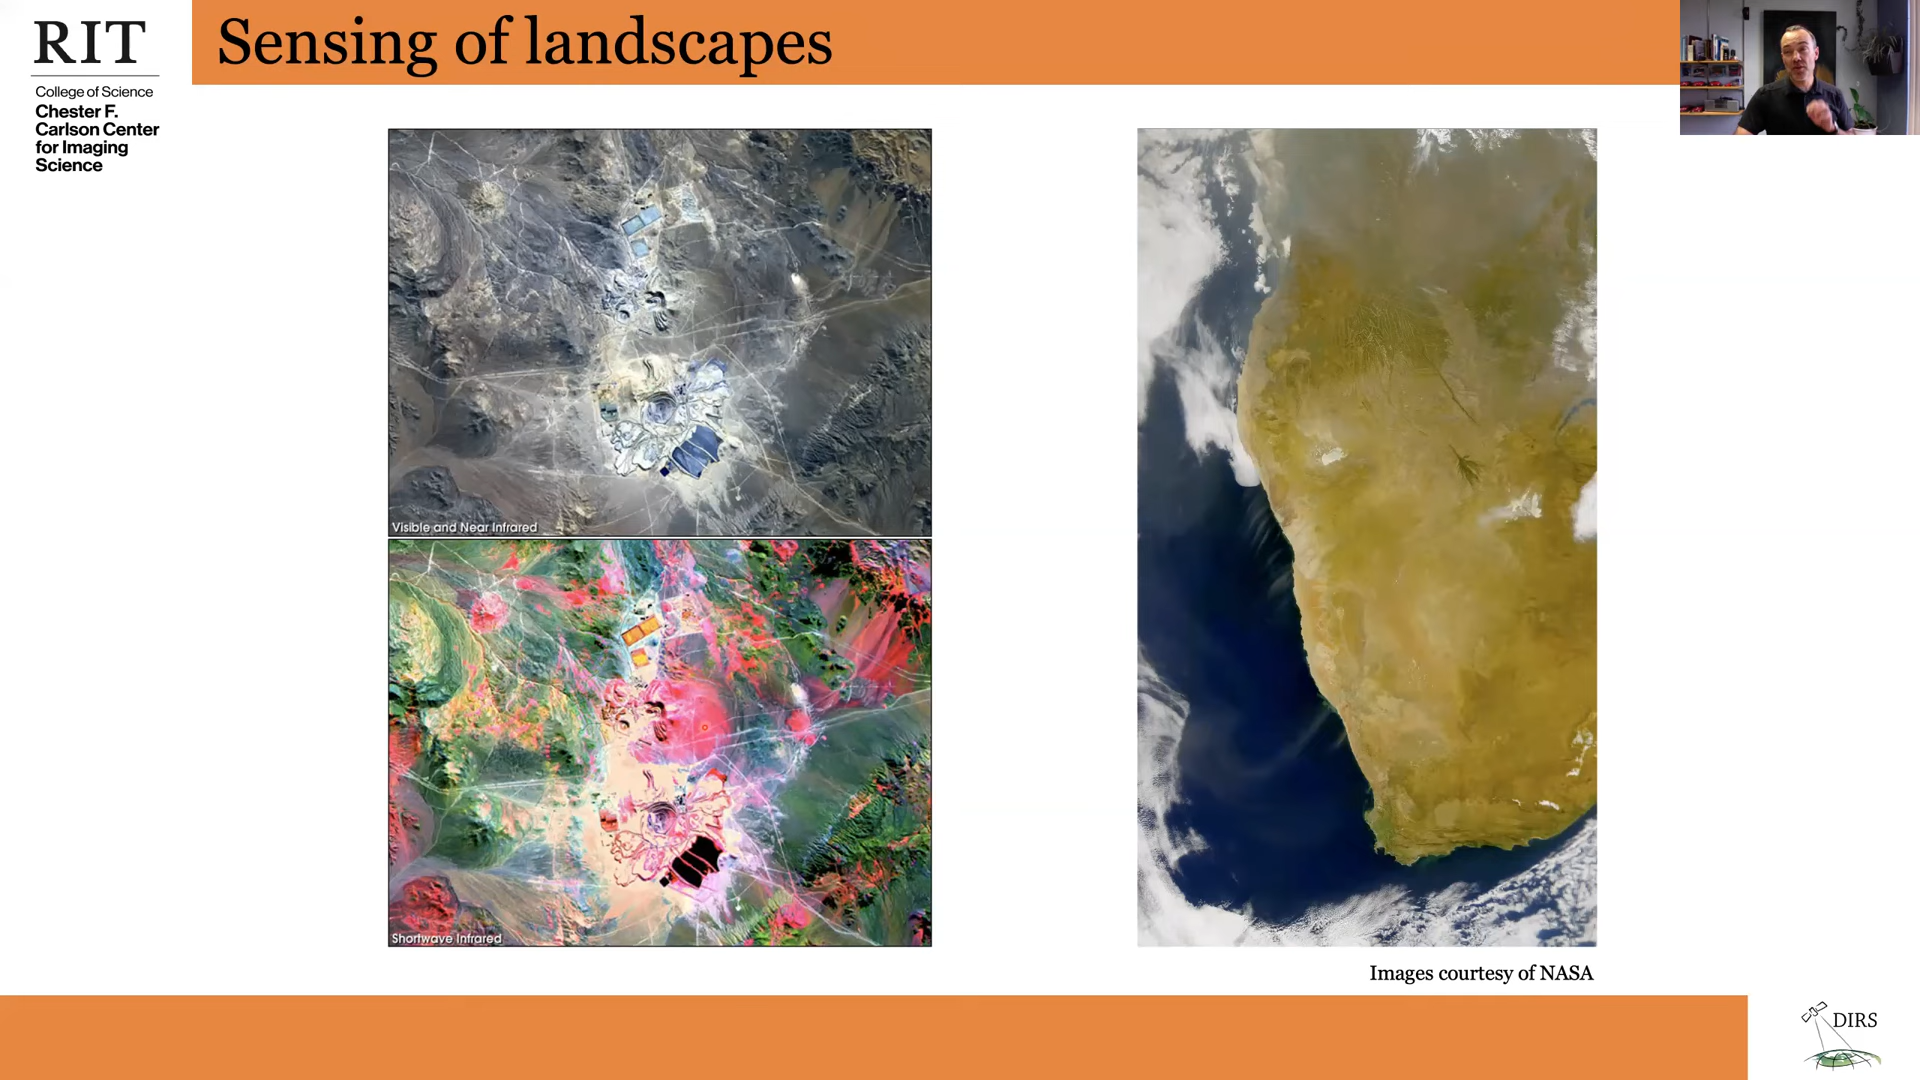 RIT
College of Science
Chester F.
Carlson Center
for Imaging
Science
Sensing of landscapes
Visible and Near Infrared
Shortwave Infrared
Images courtesy of NASA
DIRS